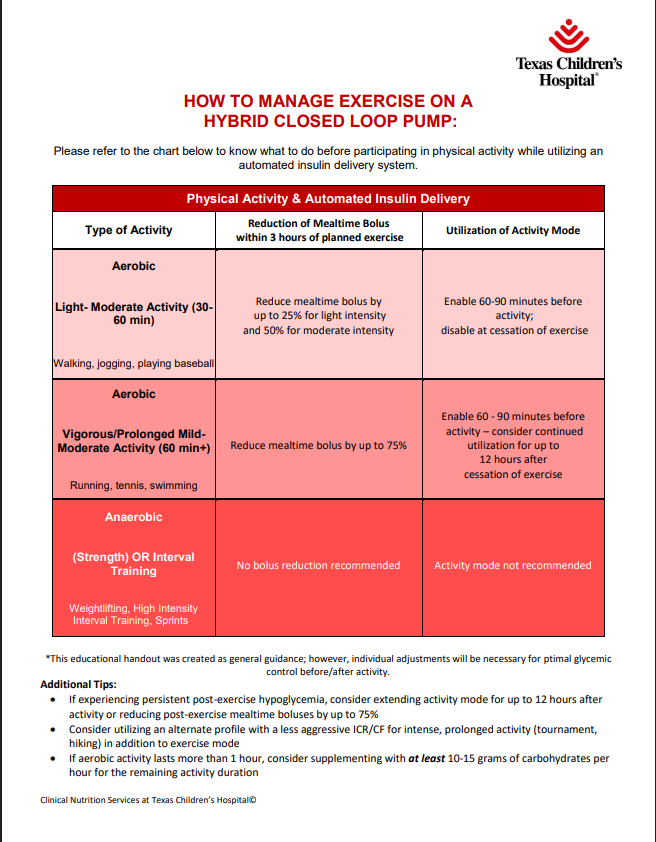 Texas Children's
Hospital®
HOW TO MANAGE EXERCISE ON A
HYBRID CLOSED LOOP PUMP:
Please refer to the chart below to know what to do before participating in physical activity while utilizing an
automated insulin delivery system.
Physical Activity & Automated Insulin Delivery
Type of Activity
Reduction of Mealtime Bolus
within 3 hours of planned exercise
Utilization of Activity Mode
Aerobic
Light- Moderate Activity (30-
60 min)
Walking, jogging, playing baseball
Reduce mealtime bolus by
up to 25% for light intensity
and 50% for moderate intensity
Enable 60-90 minutes before
activity;
disable at cessation of exercise
Aerobic
Vigorous/Prolonged Mild-
Moderate Activity (60 min+)
Running, tennis, swimming
Reduce mealtime bolus by up to 75%
Enable 60 - 90 minutes before
activity – consider continued
utilization for up to
12 hours after
cessation of exercise
Anaerobic
(Strength) OR Interval
Training
Weightlifting, High Intensity
Interval Training, Sprints
No bolus reduction recommended
Activity mode not recommended
*This educational handout was created as general guidance; however, individual adjustments will be necessary for ptimal glycemic
control before/after activity.
Additional Tips:
• If experiencing persistent post-exercise hypoglycemia, consider extending activity mode for up to 12 hours after
activity or reducing post-exercise mealtime boluses by up to 75%
• Consider utilizing an alternate profile with a less aggressive ICR/CF for intense, prolonged activity (tournament,
hiking) in addition to exercise mode
• If aerobic activity lasts more than 1 hour, consider supplementing with at least 10-15 grams of carbohydrates per
hour for the remaining activity duration
Clinical Nutrition Services at Texas Children's Hospital©